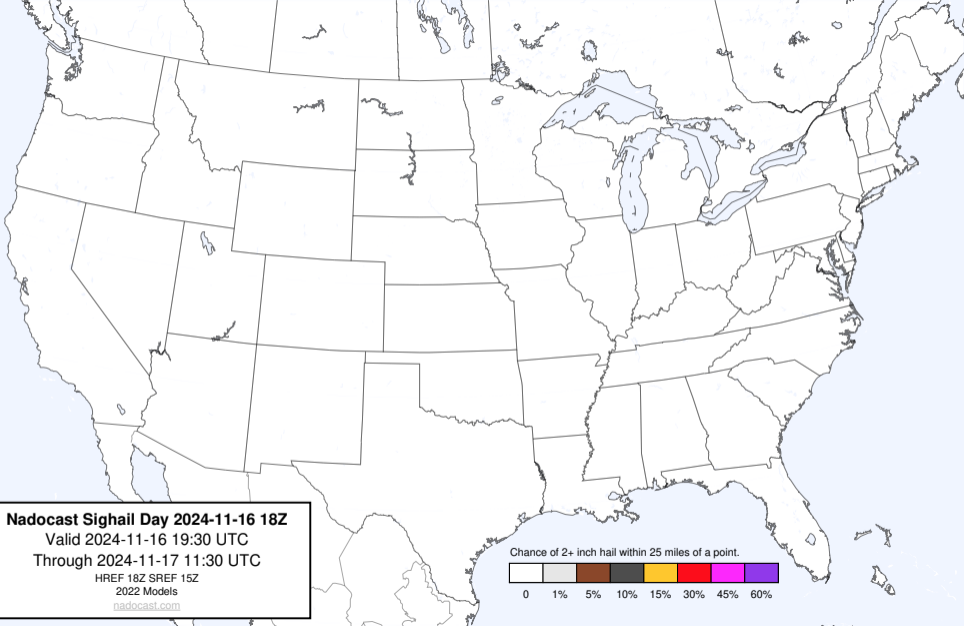 Nadocast Sighail Day 2024-11-16 18Z
Valid 2024-11-16 19:30 UTC
Through 2024-11-17 11:30 UTC
HREF 18Z SREF 15Z
2022 Models
nadocast.com
Chance of 2+ inch hail within 25 miles of a point.
0 1% 5% 10% 15% 30% 45% 60%